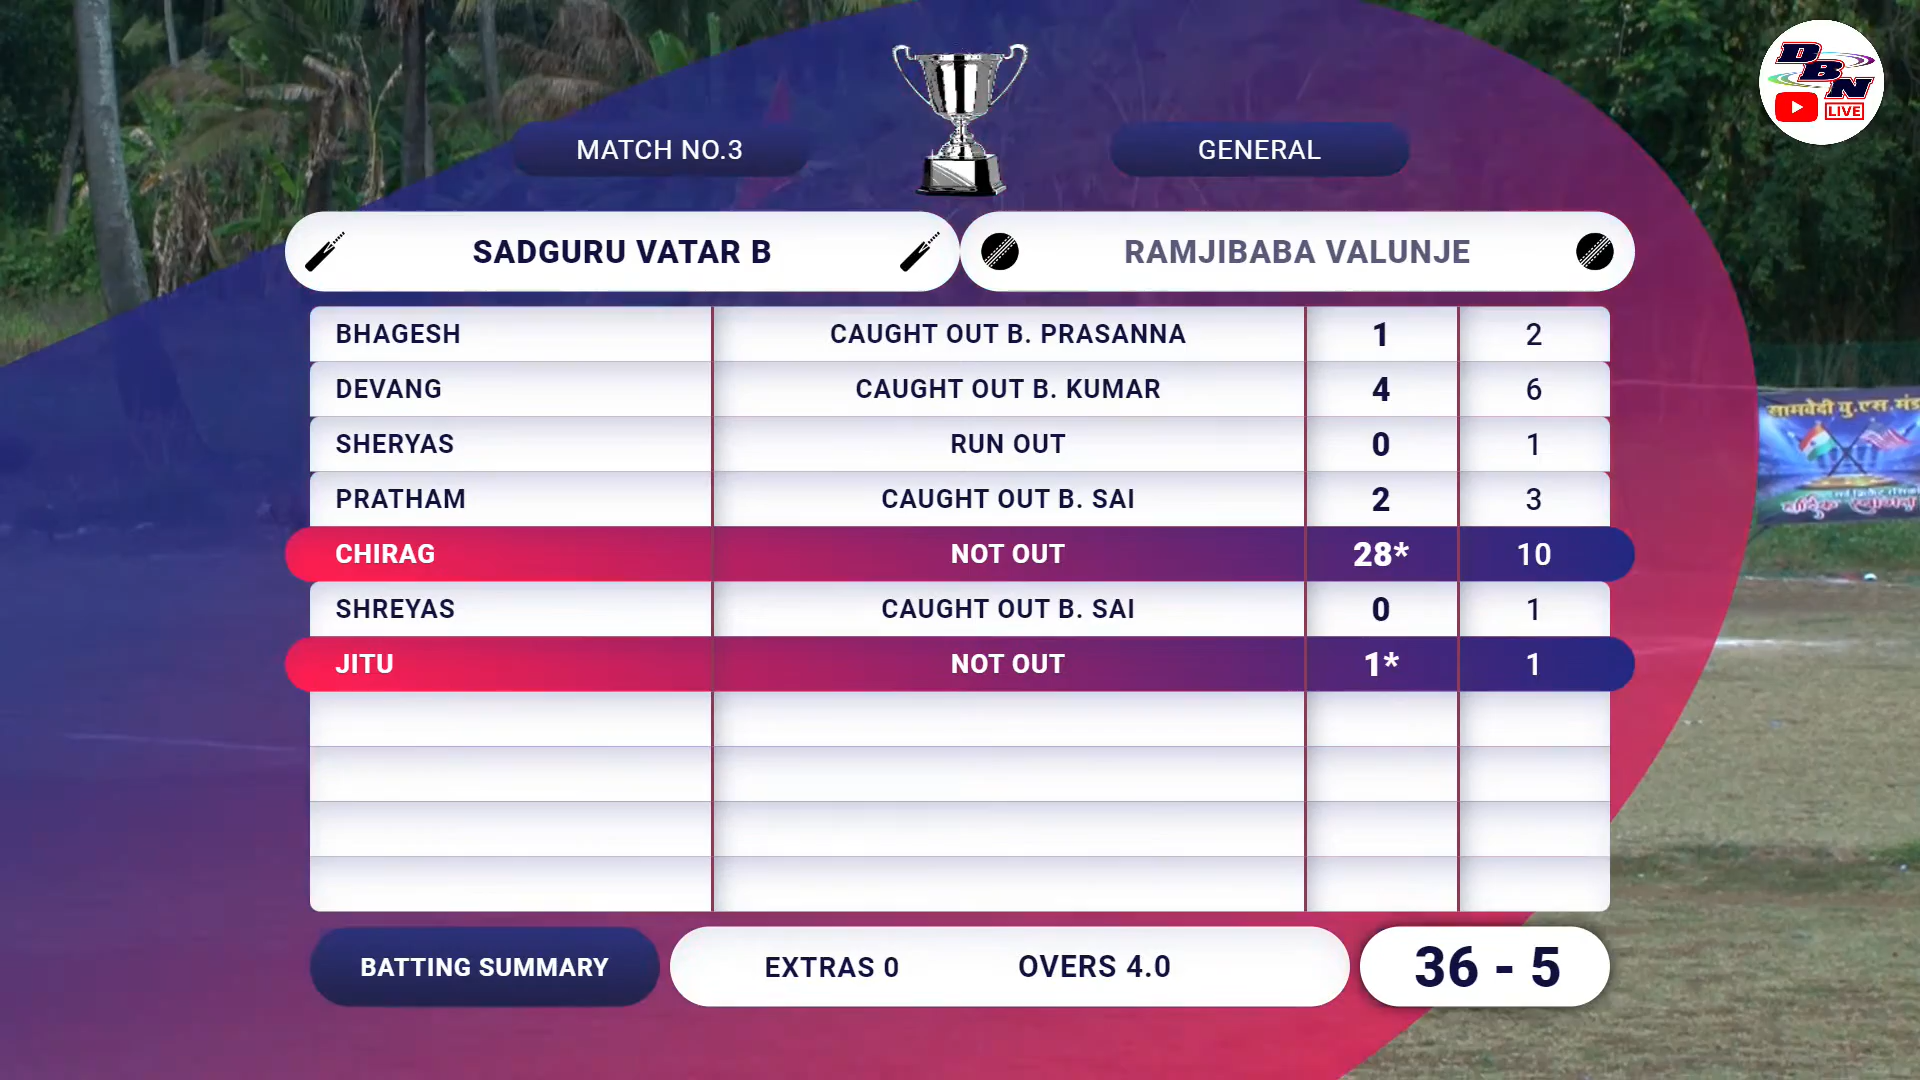 DBN
LIVE
MATCH NO.3
GENERAL
SADGURU VATAR B
RAMJIBABA VALUNJE
BHAGESH CAUGHT OUT B. PRASANNA 1 2
DEVANG CAUGHT OUT B. KUMAR 4 6
SHERYAS RUN OUT 0 1
PRATHAM CAUGHT OUT B. SAI 2 3
CHIRAG NOT OUT 28* 10
SHREYAS CAUGHT OUT B. SAI 0 1
JITU NOT OUT 1* 1
सामवेदी यु.एस.मंड
BATTING SUMMARY EXTRAS 0 OVERS 4.0 36 - 5